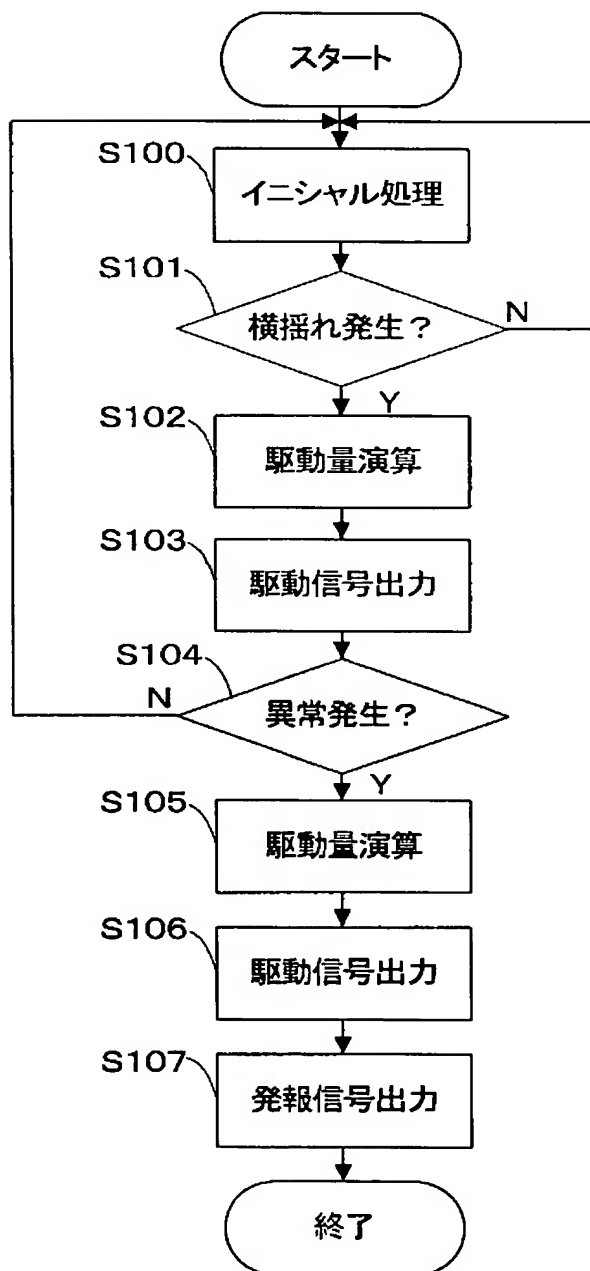 スタート
S100
イニシャル処理
S101
横揺れ発生？
N
Y
S102
駆動量演算
S103
駆動信号出力
S104
N
異常発生？
Y
S105
駆動量演算
S106
駆動信号出力
S107
発報信号出力
終了